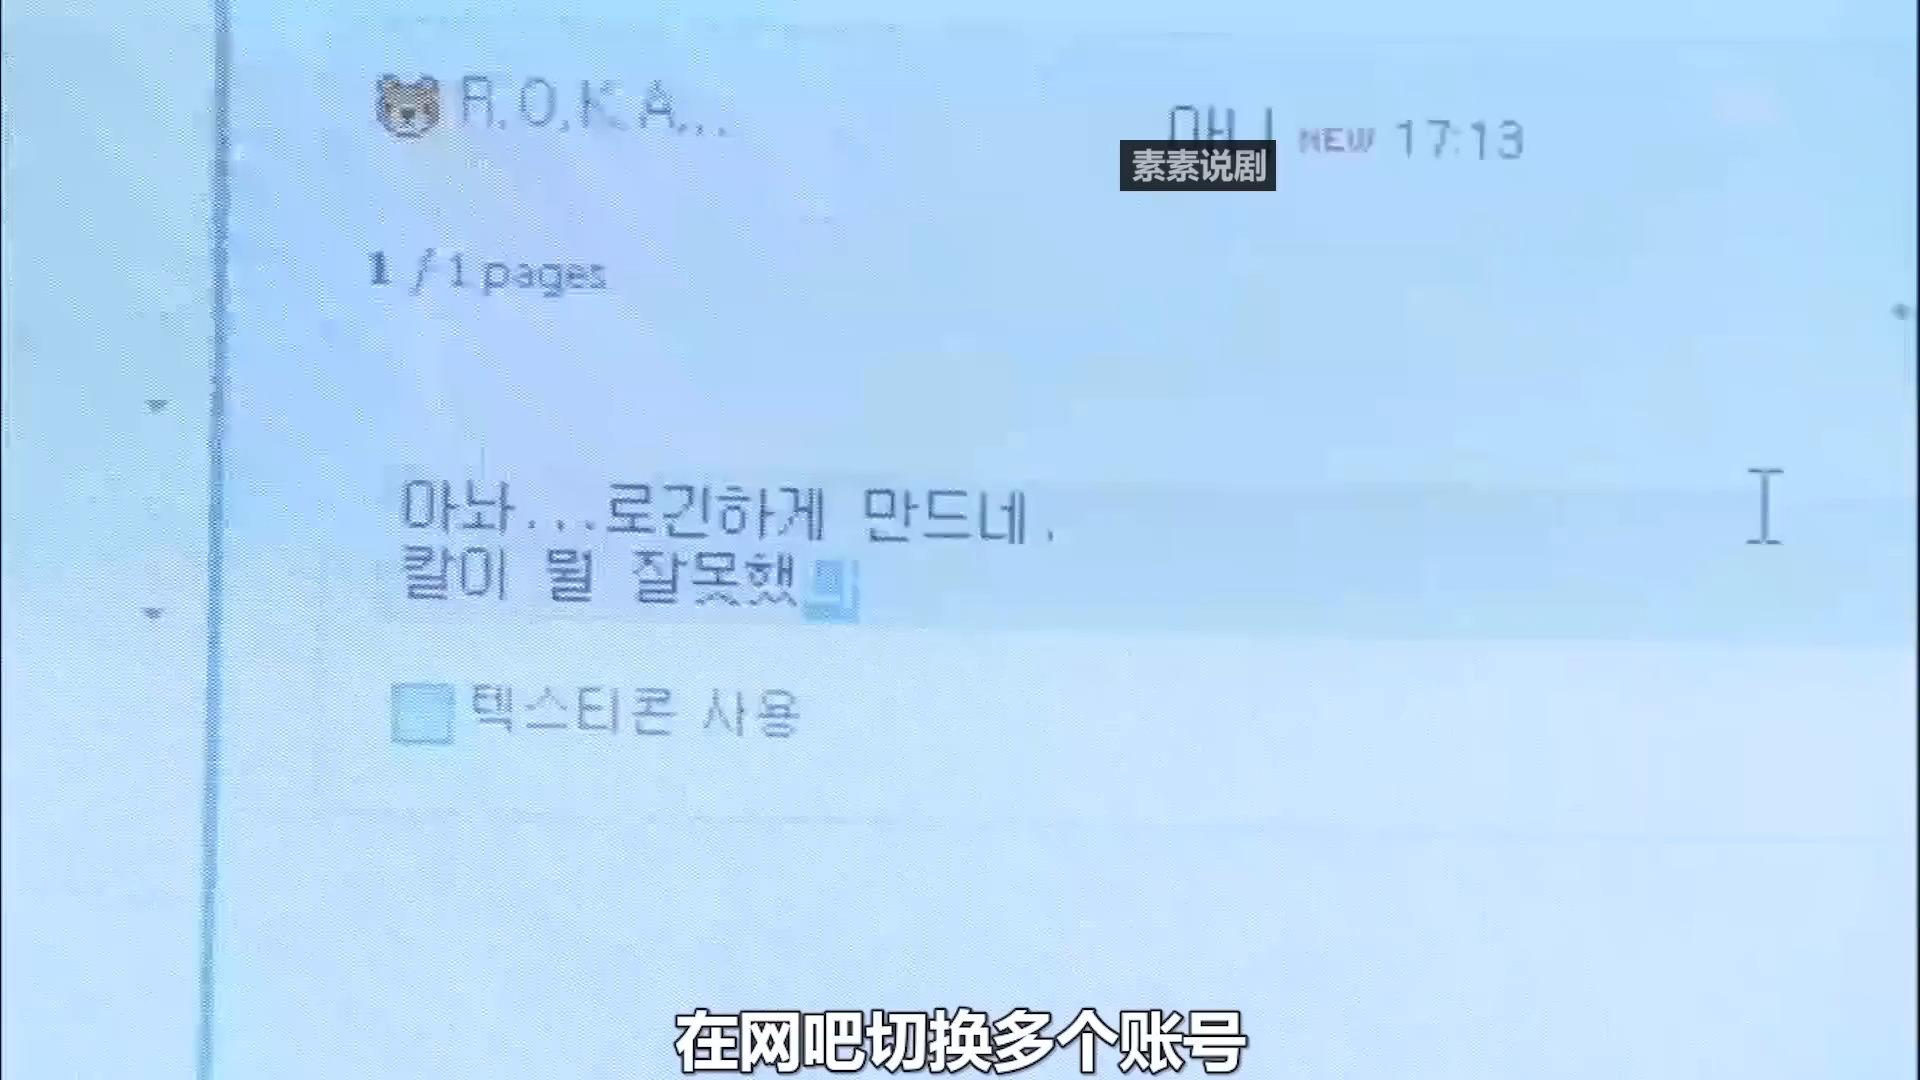 R.O.K.A...
NEW 17:13
素素说剧
1 / 1 pages
아놔...로긴하게 만드네.
칼이 뭘 잘못했
텍스티콘 사용
在网吧切换多个账号